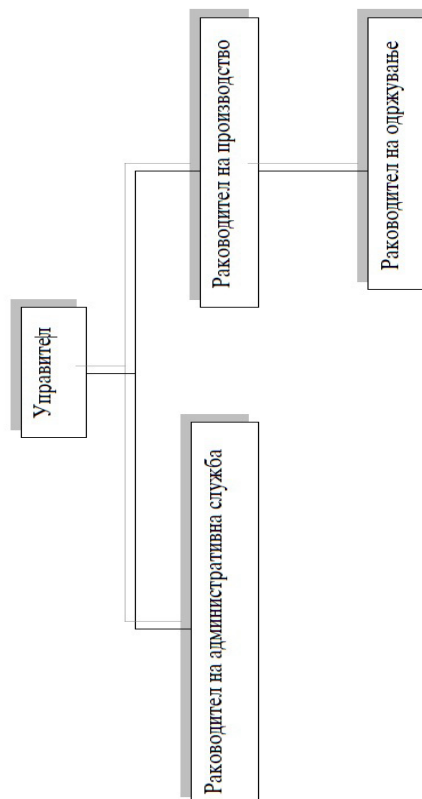 Управител
Раководител на административна служба
Раководител на производство
Раководител на одржување